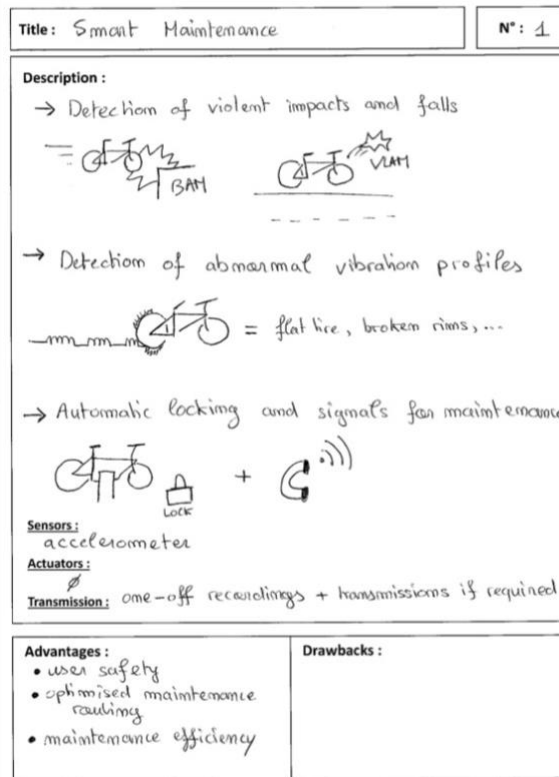 Title : Smart Maintenance
N° : 1
Description :
→ Detection of violent impacts and falls
BAM
VLAM
→ Detection of abnormal vibration profiles
= flat tire, broken rims, ...
→ Automatic locking and signals for maintenance
+
LOCK
Sensors :
accelerometer
Actuators :
∅
Transmission : one-off recordings + transmissions if required
Advantages :
• user safety
• optimised maintenance
routing
• maintenance efficiency
Drawbacks :